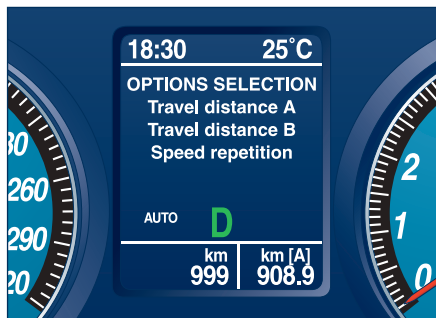 18:30 25°C
OPTIONS SELECTION
Travel distance A
Travel distance B
Speed repetition
AUTO D
km km [A]
999 908.9
260
290
2
1
0